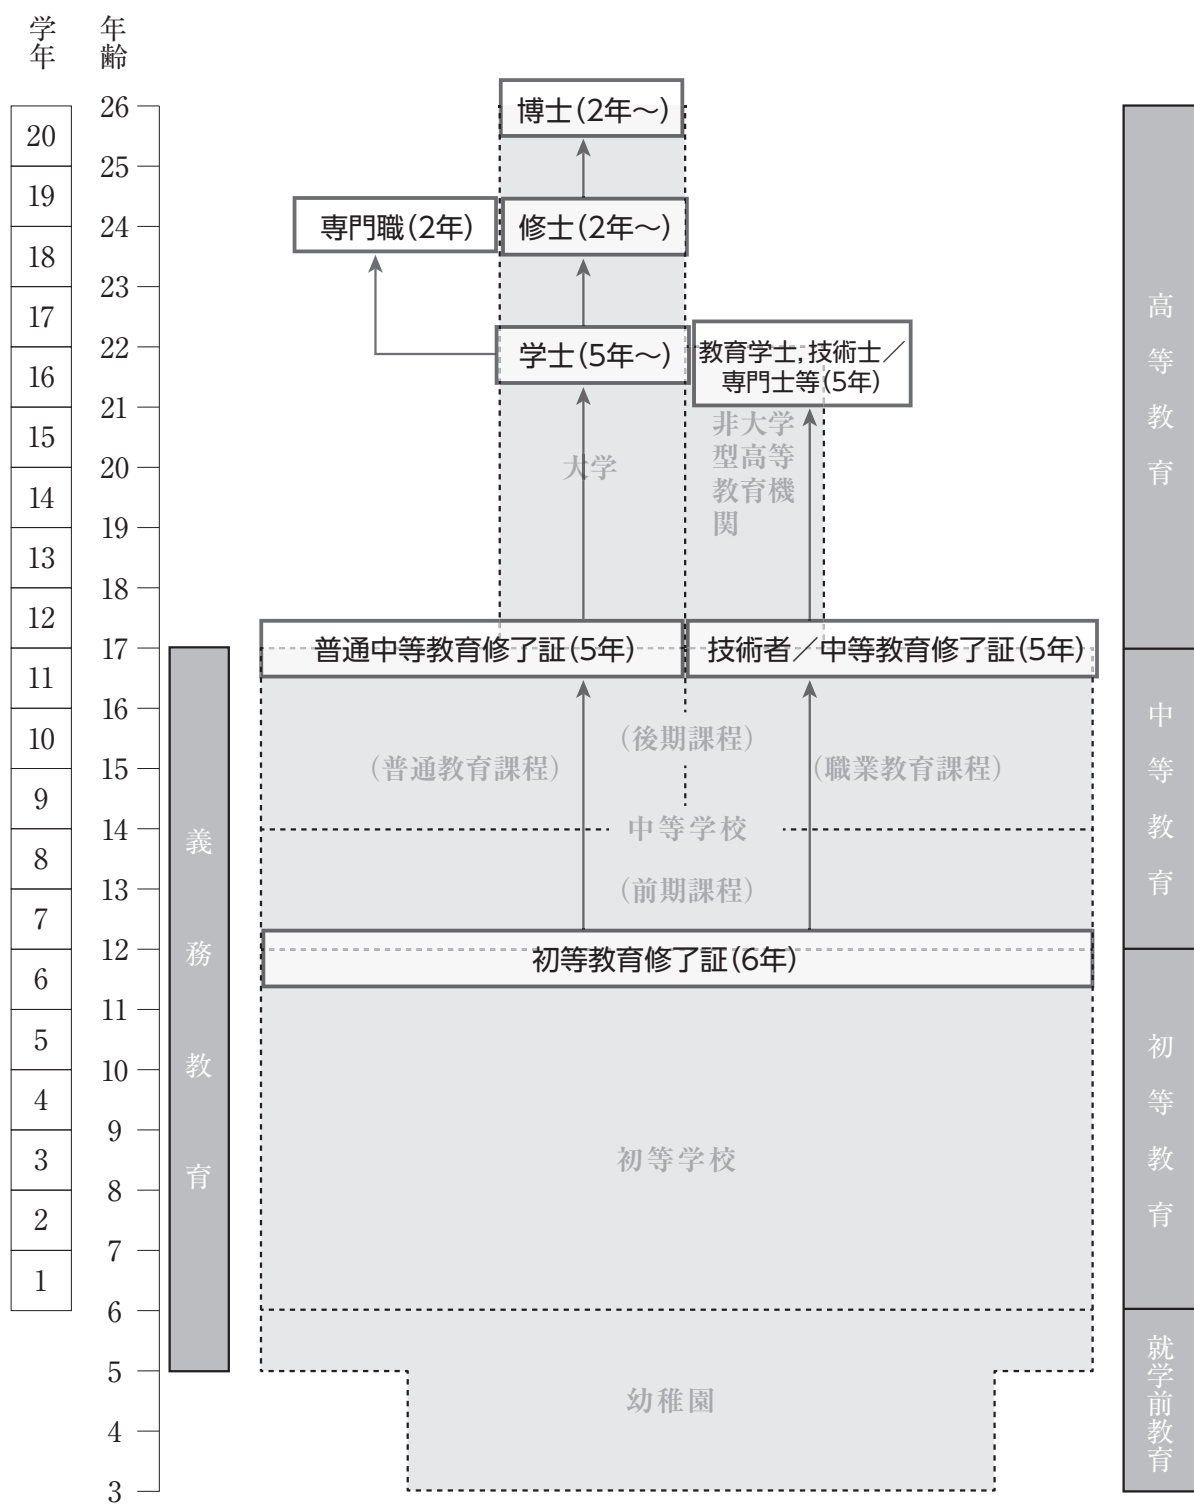 学年
年齢
26
25
24
23
22
21
20
19
18
17
16
15
14
13
12
11
10
9
8
7
6
5
4
3
20
19
18
17
16
15
14
13
12
11
10
9
8
7
6
5
4
3
2
1
義務教育
博士(2年〜)
専門職(2年)
修士(2年〜)
学士(5年〜)
教育学士,技術士／
専門士等(5年)
大学
非大学
型高等
教育機
関
普通中等教育修了証(5年)
技術者／中等教育修了証(5年)
(後期課程)
(普通教育課程)
(職業教育課程)
中等学校
(前期課程)
初等教育修了証(6年)
初等学校
幼稚園
高等教育
中等教育
初等教育
就学前教育